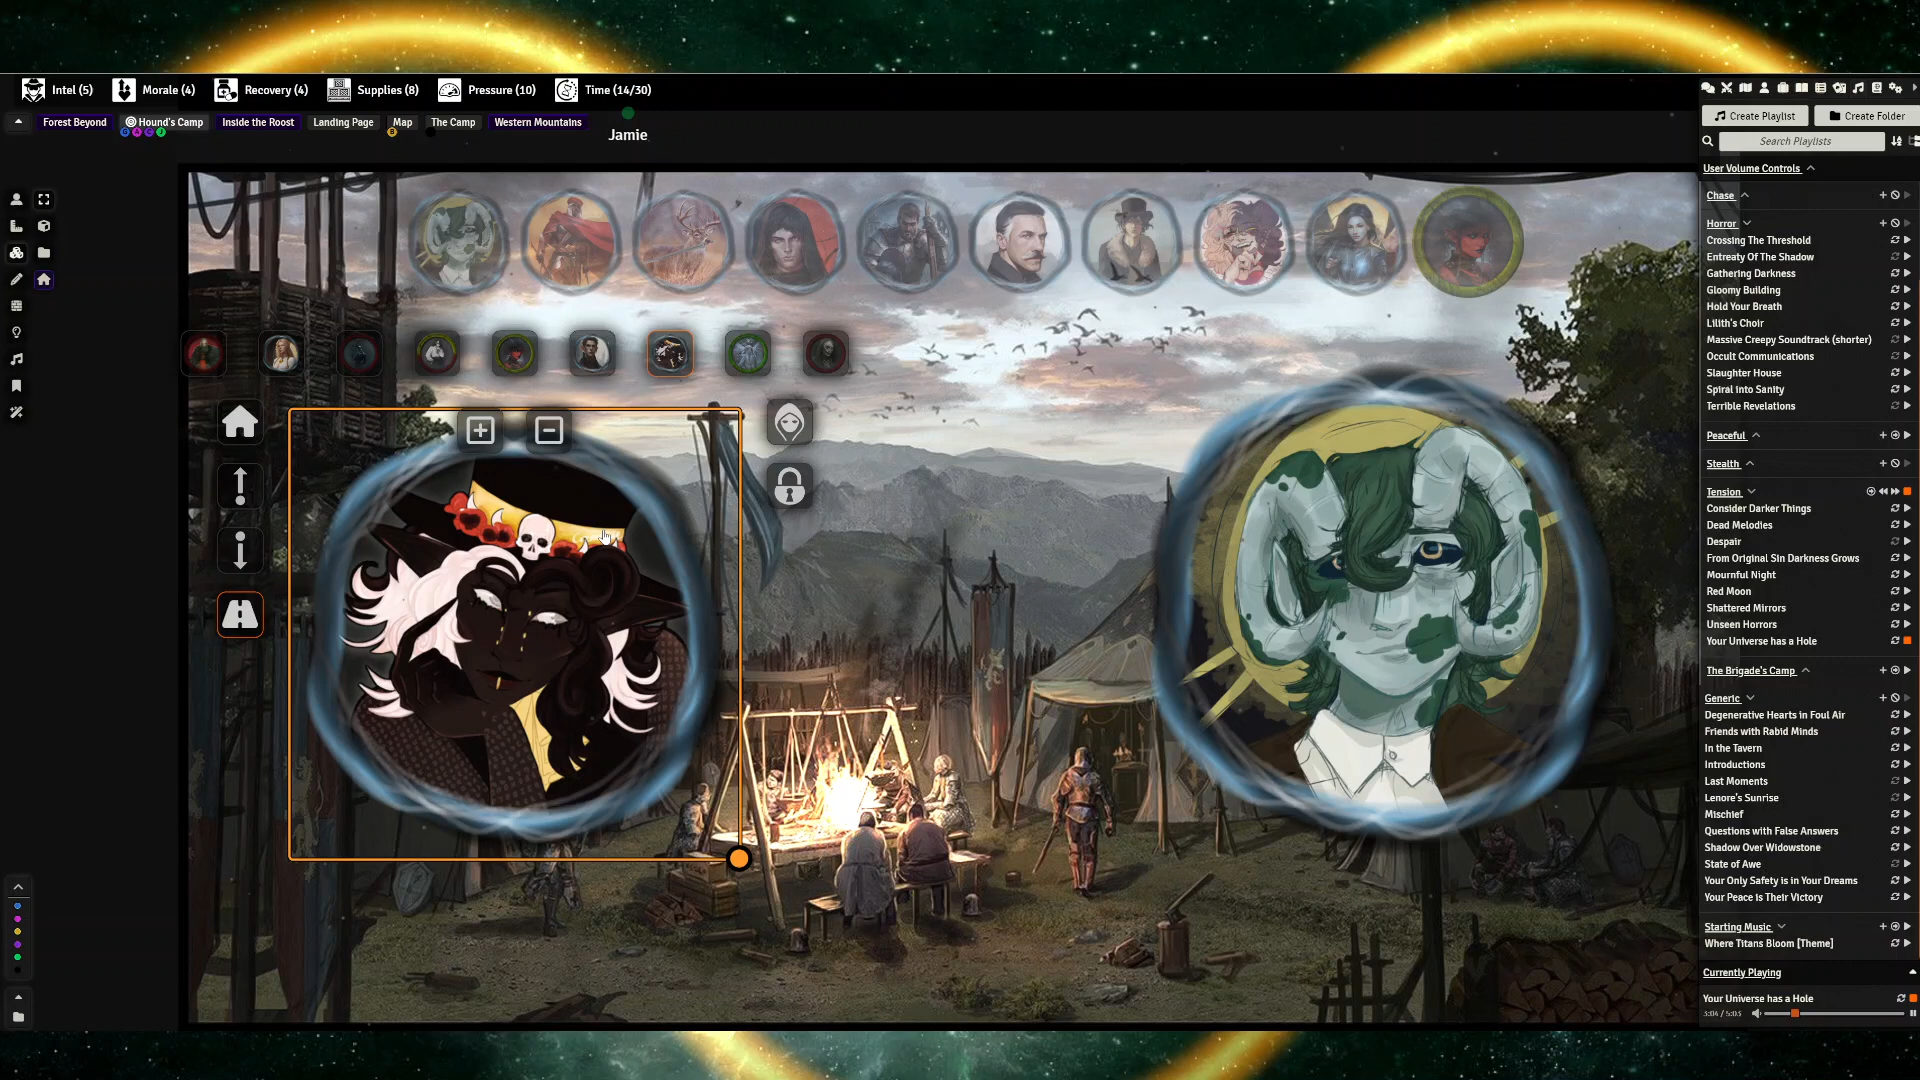 Intel (5) Morale (4) Recovery (4) Supplies (8) Pressure (10) Time (14/30)
Forest Beyond Hound's Camp Inside the Roost Landing Page Map The Camp Western Mountains
G A C J B
Jamie
Create Playlist Create Folder
Search Playlists
User Volume Controls
Chase
Horror
Crossing The Threshold
Entreaty Of The Shadow
Gathering Darkness
Gloomy Building
Hold Your Breath
Lilith's Choir
Massive Creepy Soundtrack (shorter)
Occult Communications
Slaughter House
Spiral into Sanity
Terrible Revelations
Peaceful
Stealth
Tension
Consider Darker Things
Dead Melodies
Despair
From Original Sin Darkness Grows
Mournful Night
Red Moon
Shattered Mirrors
Unseen Horrors
Your Universe has a Hole
The Brigade's Camp
Generic
Degenerative Hearts in Foul Air
Friends with Rabid Minds
In the Tavern
Introductions
Last Moments
Lenore's Sunrise
Mischief
Questions with False Answers
Shadow Over Widowstone
State of Awe
Your Only Safety is in Your Dreams
Your Peace is Their Victory
Starting Music
Where Titans Bloom [Theme]
Currently Playing
Your Universe has a Hole